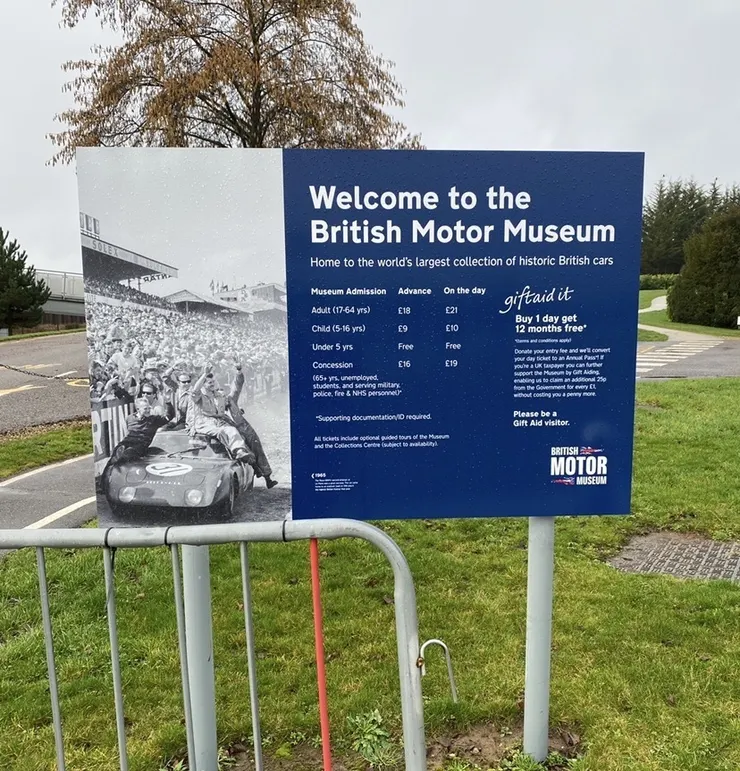 SOLEX
Welcome to the
British Motor Museum
Home to the world's largest collection of historic British cars
Museum Admission Advance On the day
Adult (17-64 yrs) £18 £21
Child (5-16 yrs) £9 £10
Under 5 yrs Free Free
Concession £16 £19
(65+ yrs, unemployed,
students, and serving military,
police, fire & NHS personnel)*
*Supporting documentation/ID required.
All tickets include optional guided tours of the Museum
and the Collections Centre (subject to availability).
1965
giftaid it
Buy 1 day get
12 months free*
*(terms and conditions apply)
Donate your entry fee and we'll convert
your day ticket to an Annual Pass†! If
you're a UK taxpayer you can further
support the Museum by Gift Aiding,
enabling us to claim an additional 25p
from the Government for every £1,
without costing you a penny more.
Please be a
Gift Aid visitor.
BRITISH
MOTOR
MUSEUM